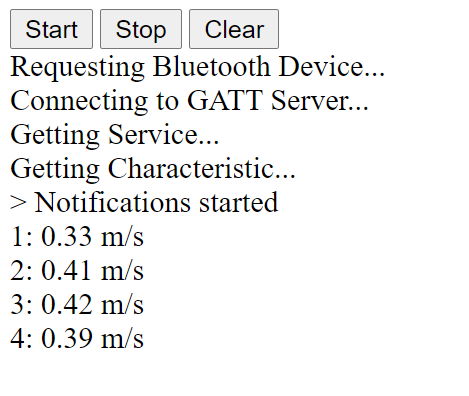 Start Stop Clear
Requesting Bluetooth Device...
Connecting to GATT Server...
Getting Service...
Getting Characteristic...
> Notifications started
1: 0.33 m/s
2: 0.41 m/s
3: 0.42 m/s
4: 0.39 m/s